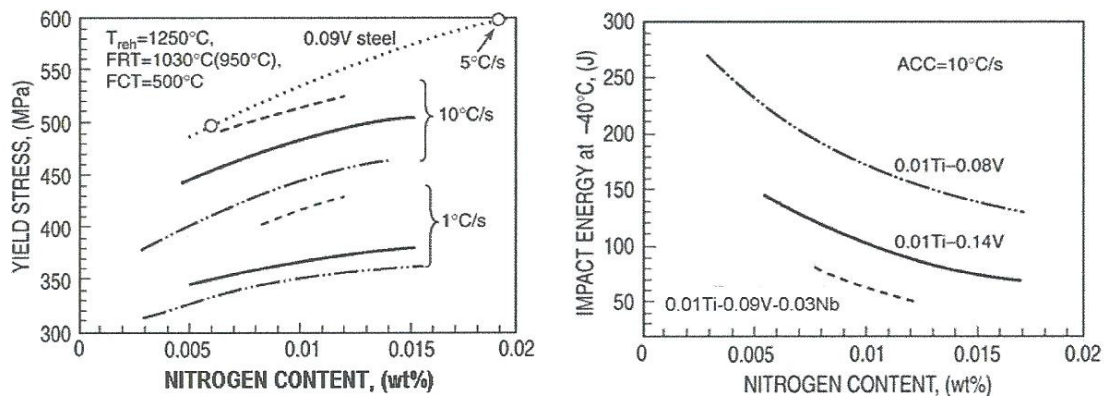 600
550
500
450
400
350
300
YIELD STRESS, (MPa)
T_reh=1250°C,
FRT=1030°C(950°C),
FCT=500°C
0.09V steel
5°C/s
10°C/s
1°C/s
0
0.005
0.01
0.015
0.02
NITROGEN CONTENT, (wt%)
300
250
200
150
100
50
IMPACT ENERGY at –40°C, (J)
ACC=10°C/s
0.01Ti–0.08V
0.01Ti–0.14V
0.01Ti-0.09V-0.03Nb
0
0.005
0.01
0.015
0.02
NITROGEN CONTENT, (wt%)